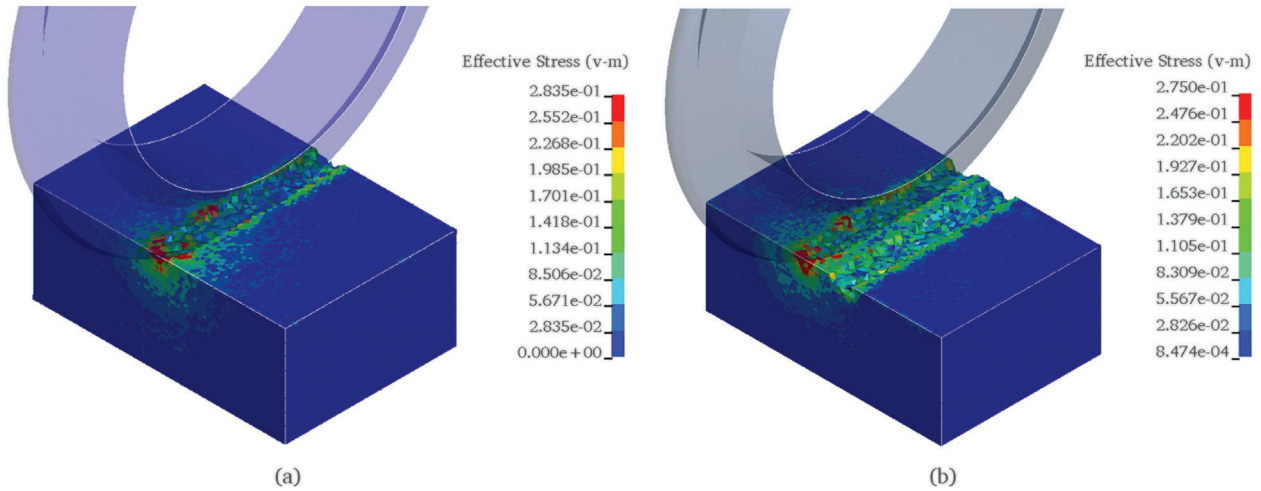 Effective Stress (v-m)
2.835e-01
2.552e-01
2.268e-01
1.985e-01
1.701e-01
1.418e-01
1.134e-01
8.506e-02
5.671e-02
2.835e-02
0.000e+00
(a)
Effective Stress (v-m)
2.750e-01
2.476e-01
2.202e-01
1.927e-01
1.653e-01
1.379e-01
1.105e-01
8.309e-02
5.567e-02
2.826e-02
8.474e-04
(b)